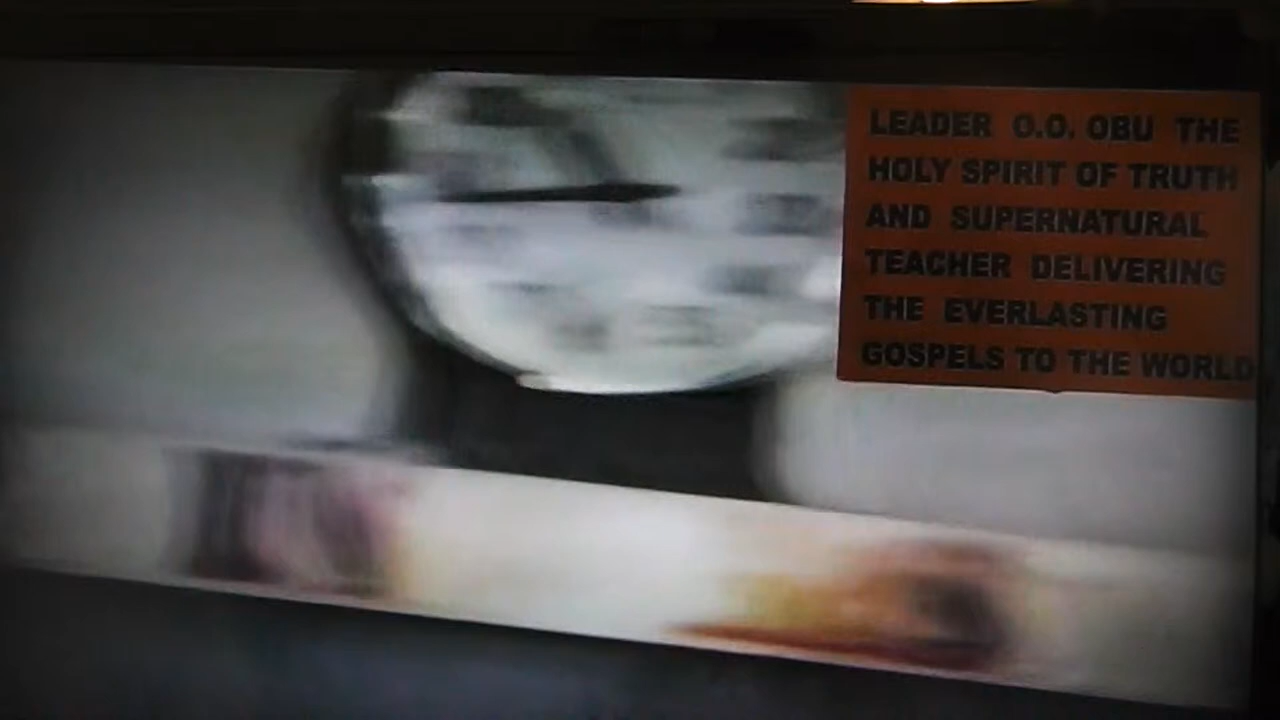 LEADER O.O. OBU THE
HOLY SPIRIT OF TRUTH
AND SUPERNATURAL
TEACHER DELIVERING
THE EVERLASTING
GOSPELS TO THE WORLD